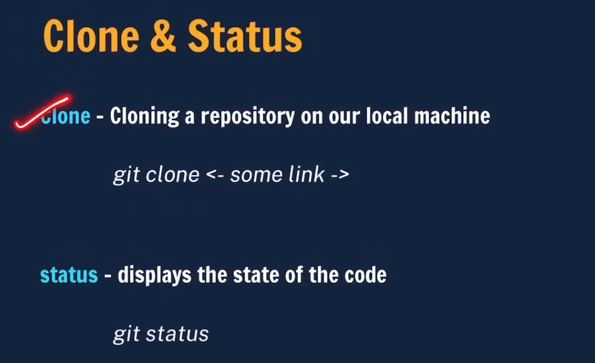 Clone & Status
clone - Cloning a repository on our local machine
git clone <- some link ->
status - displays the state of the code
git status